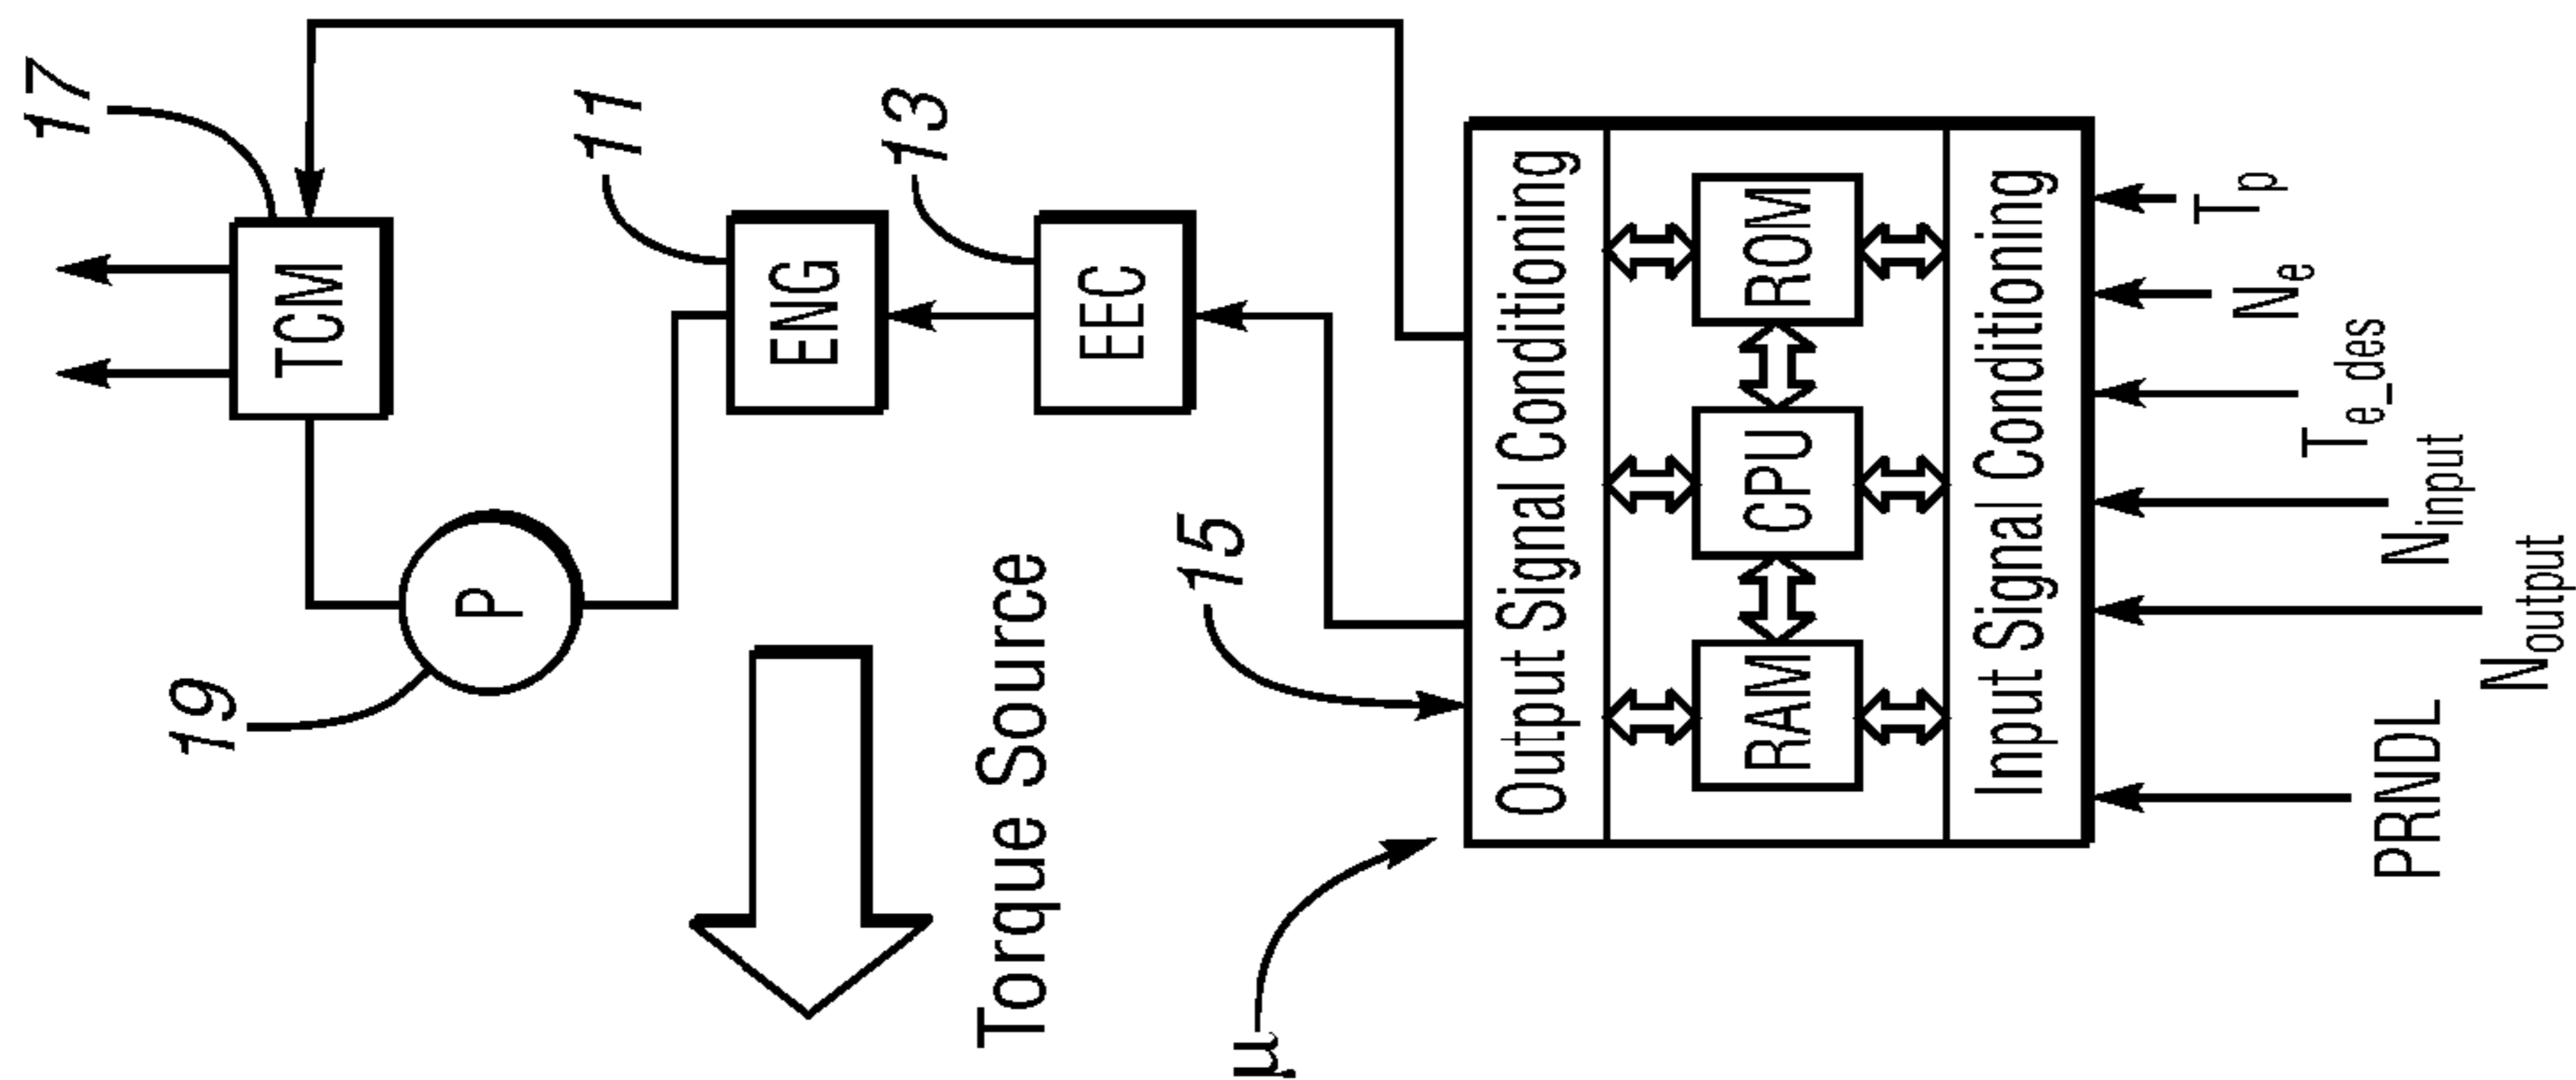 17
TCM
19
P
11
ENG
13
EEC
Torque Source
15
μ
Output Signal Conditioning
RAM
CPU
ROM
Input Signal Conditioning
PRNDL
N_output
N_input
T_e_des
N_e
T_p